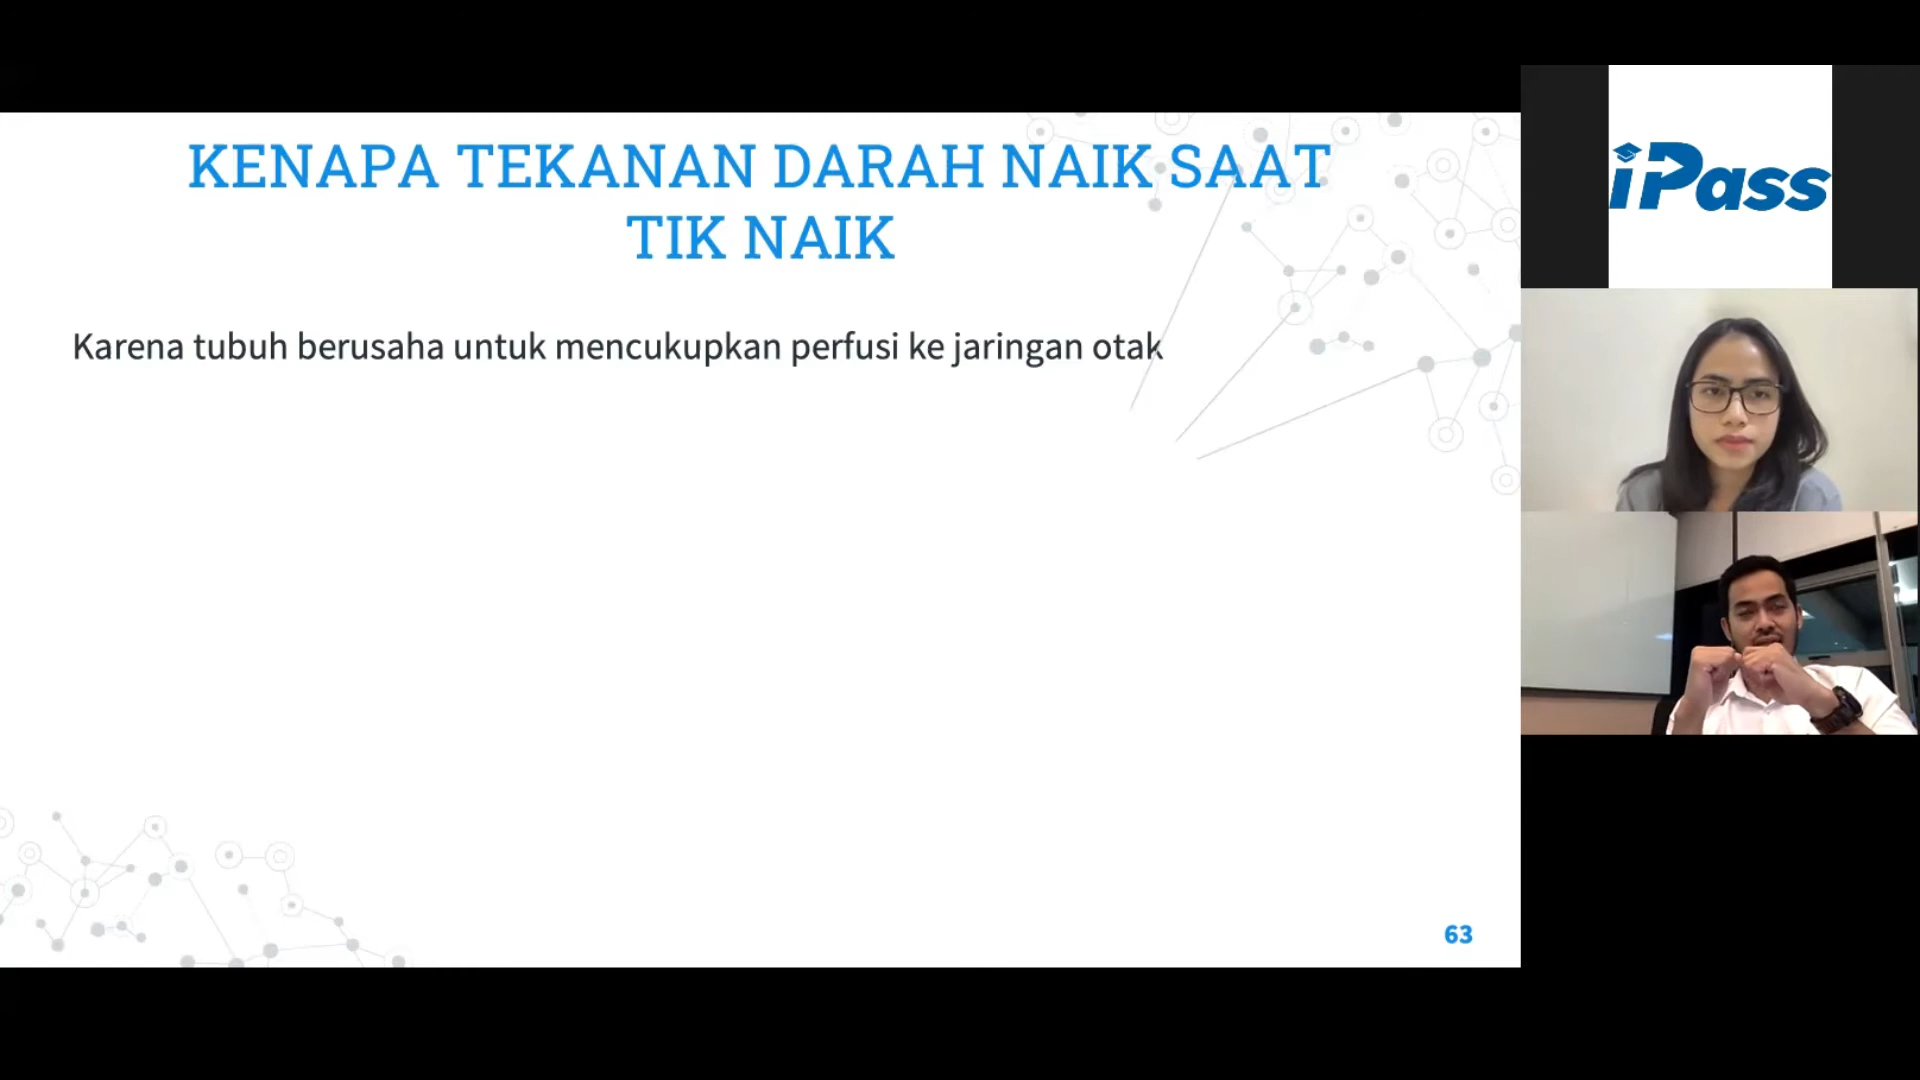 KENAPA TEKANAN DARAH NAIK SAAT
TIK NAIK
Karena tubuh berusaha untuk mencukupkan perfusi ke jaringan otak
63
iPass